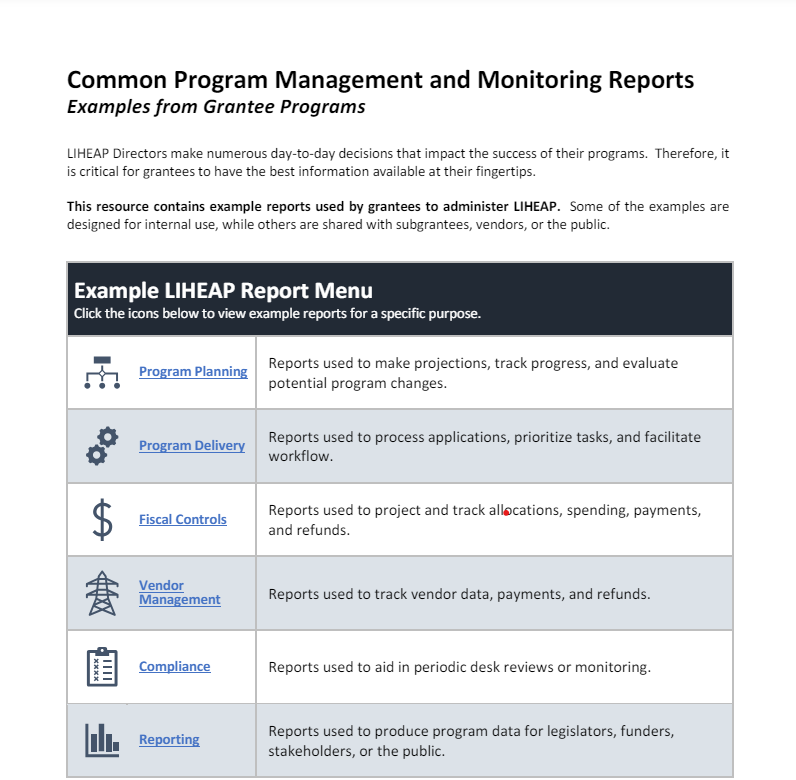 Common Program Management and Monitoring Reports
Examples from Grantee Programs
LIHEAP Directors make numerous day-to-day decisions that impact the success of their programs.  Therefore, it
is critical for grantees to have the best information available at their fingertips.
This resource contains example reports used by grantees to administer LIHEAP.  Some of the examples are
designed for internal use, while others are shared with subgrantees, vendors, or the public.
Example LIHEAP Report Menu
Click the icons below to view example reports for a specific purpose.
Program Planning
Reports used to make projections, track progress, and evaluate
potential program changes.
Program Delivery
Reports used to process applications, prioritize tasks, and facilitate
workflow.
Fiscal Controls
Reports used to project and track allocations, spending, payments,
and refunds.
Vendor
Management
Reports used to track vendor data, payments, and refunds.
Compliance
Reports used to aid in periodic desk reviews or monitoring.
Reporting
Reports used to produce program data for legislators, funders,
stakeholders, or the public.